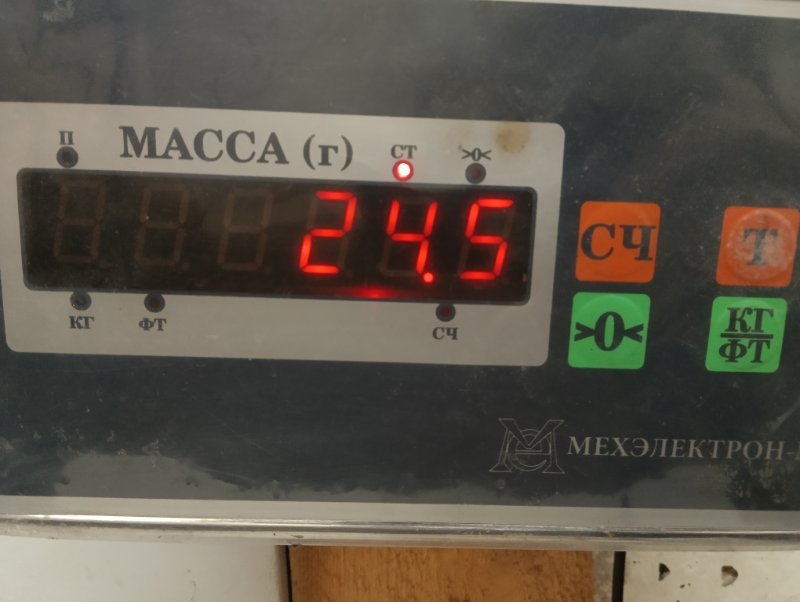 П
МАССА (г)
СТ
>0<
24.5
КГ
ФТ
СЧ
СЧ
Т
>0<
КГ
ФТ
МЕХЭЛЕКТРОН-